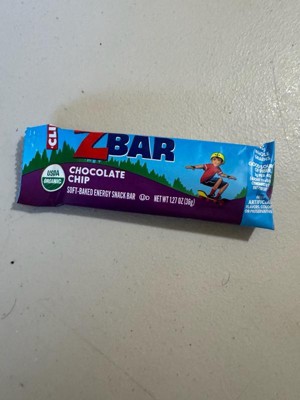 CLIF
ZBAR
USDA
ORGANIC
CHOCOLATE
CHIP
SOFT-BAKED ENERGY SNACK BAR
NET WT 1.27 OZ (36g)